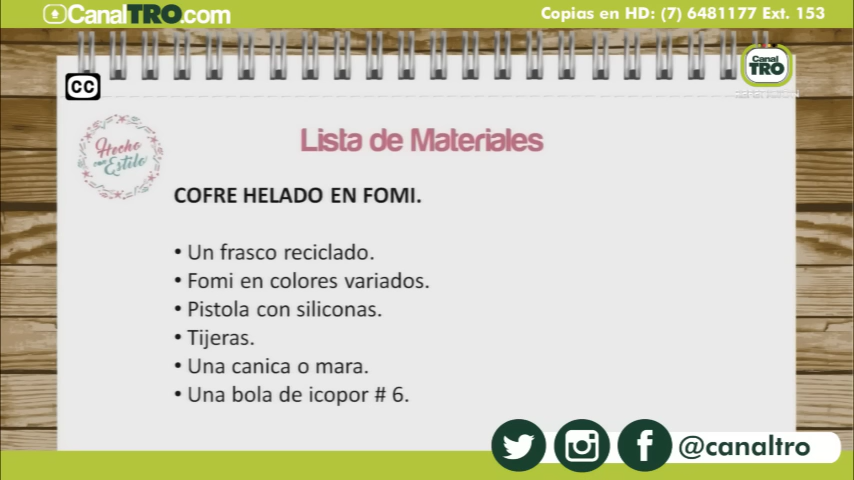 CanalTRO.com
Copias en HD: (7) 6481177 Ext. 153
Canal
TRO
CC
Hecho
con
Estilo
Lista de Materiales
COFRE HELADO EN FOMI.
• Un frasco reciclado.
• Fomi en colores variados.
• Pistola con siliconas.
• Tijeras.
• Una canica o mara.
• Una bola de icopor # 6.
@canaltro